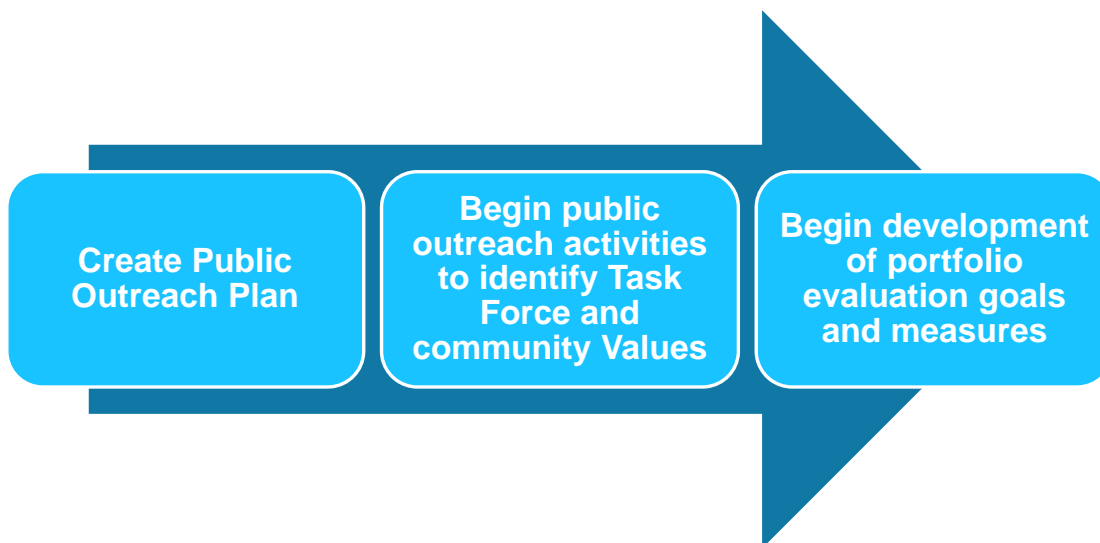 Create Public
Outreach Plan
Begin public
outreach activities
to identify Task
Force and
community Values
Begin development
of portfolio
evaluation goals
and measures